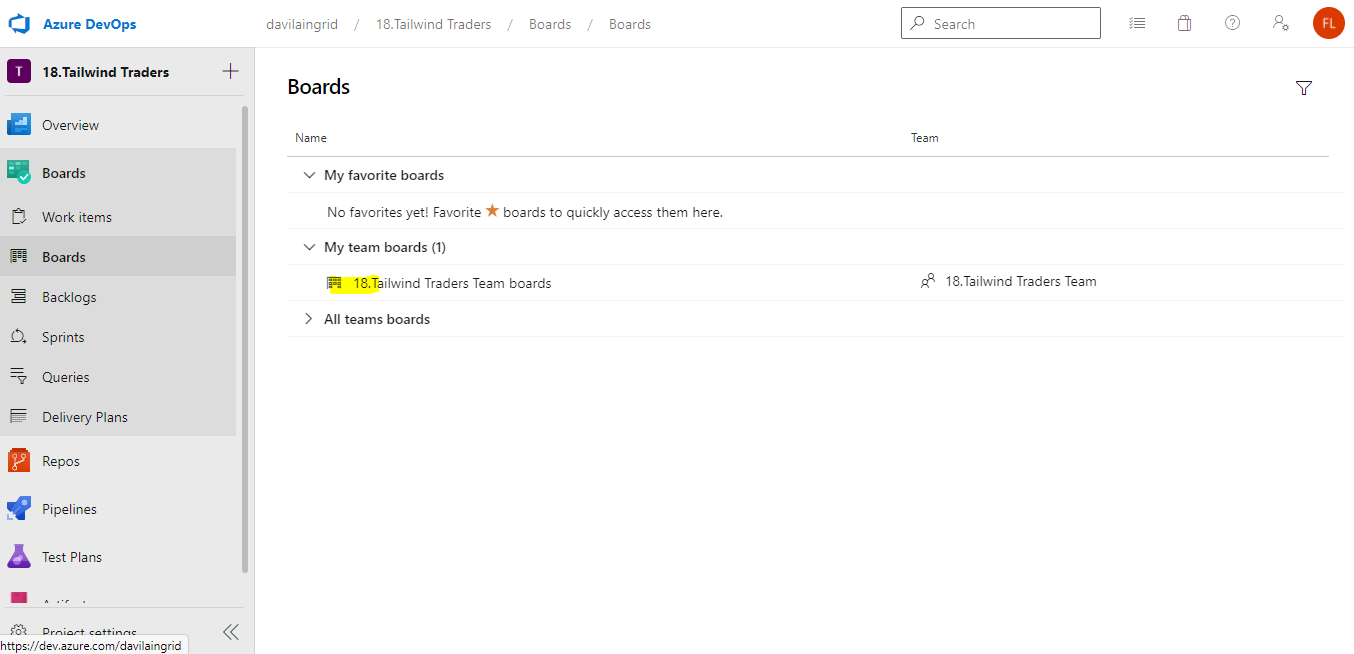 Azure DevOps
davilaingrid / 18.Tailwind Traders / Boards / Boards
Search
FL
T 18.Tailwind Traders
Overview
Boards
Work items
Boards
Backlogs
Sprints
Queries
Delivery Plans
Repos
Pipelines
Test Plans
Project settings
https://dev.azure.com/davilaingrid
Boards
Name Team
My favorite boards
No favorites yet! Favorite ★ boards to quickly access them here.
My team boards (1)
18.Tailwind Traders Team boards 18.Tailwind Traders Team
All teams boards